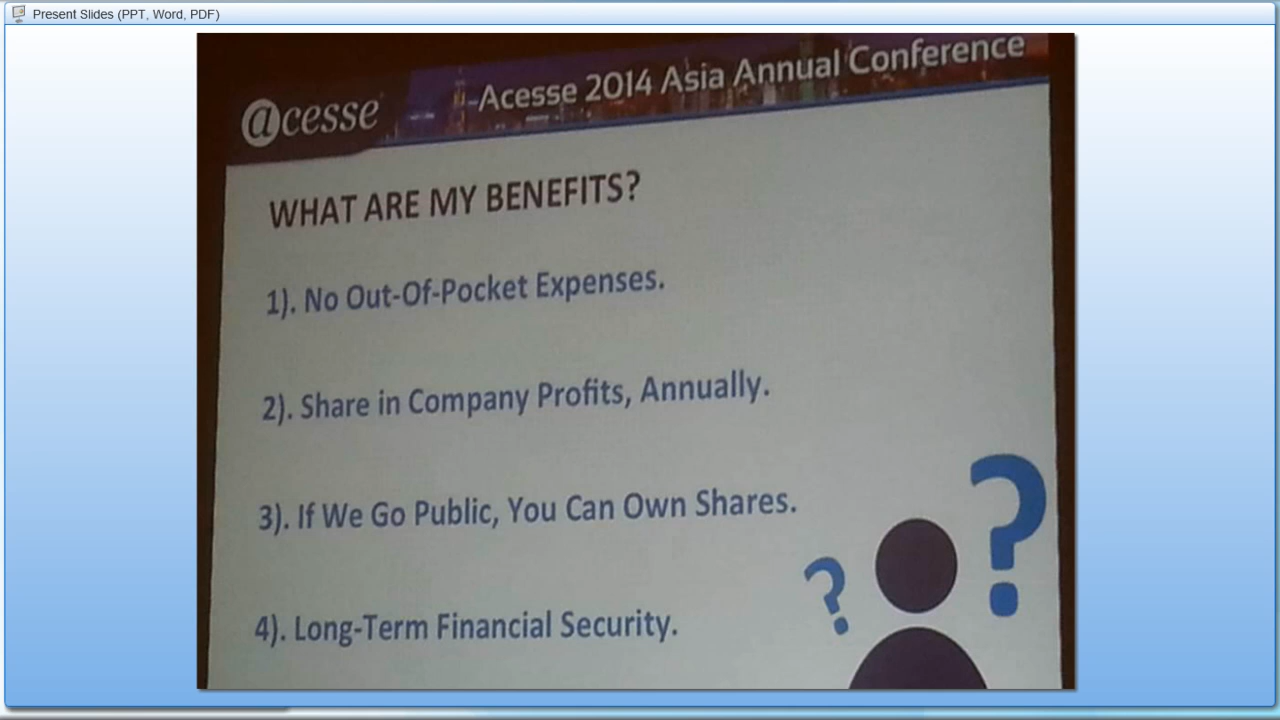 Present Slides (PPT, Word, PDF)
@cesse
-Acesse 2014 Asia Annual Conference
WHAT ARE MY BENEFITS?
1). No Out-Of-Pocket Expenses.
2). Share in Company Profits, Annually.
3). If We Go Public, You Can Own Shares.
4). Long-Term Financial Security.
? ?